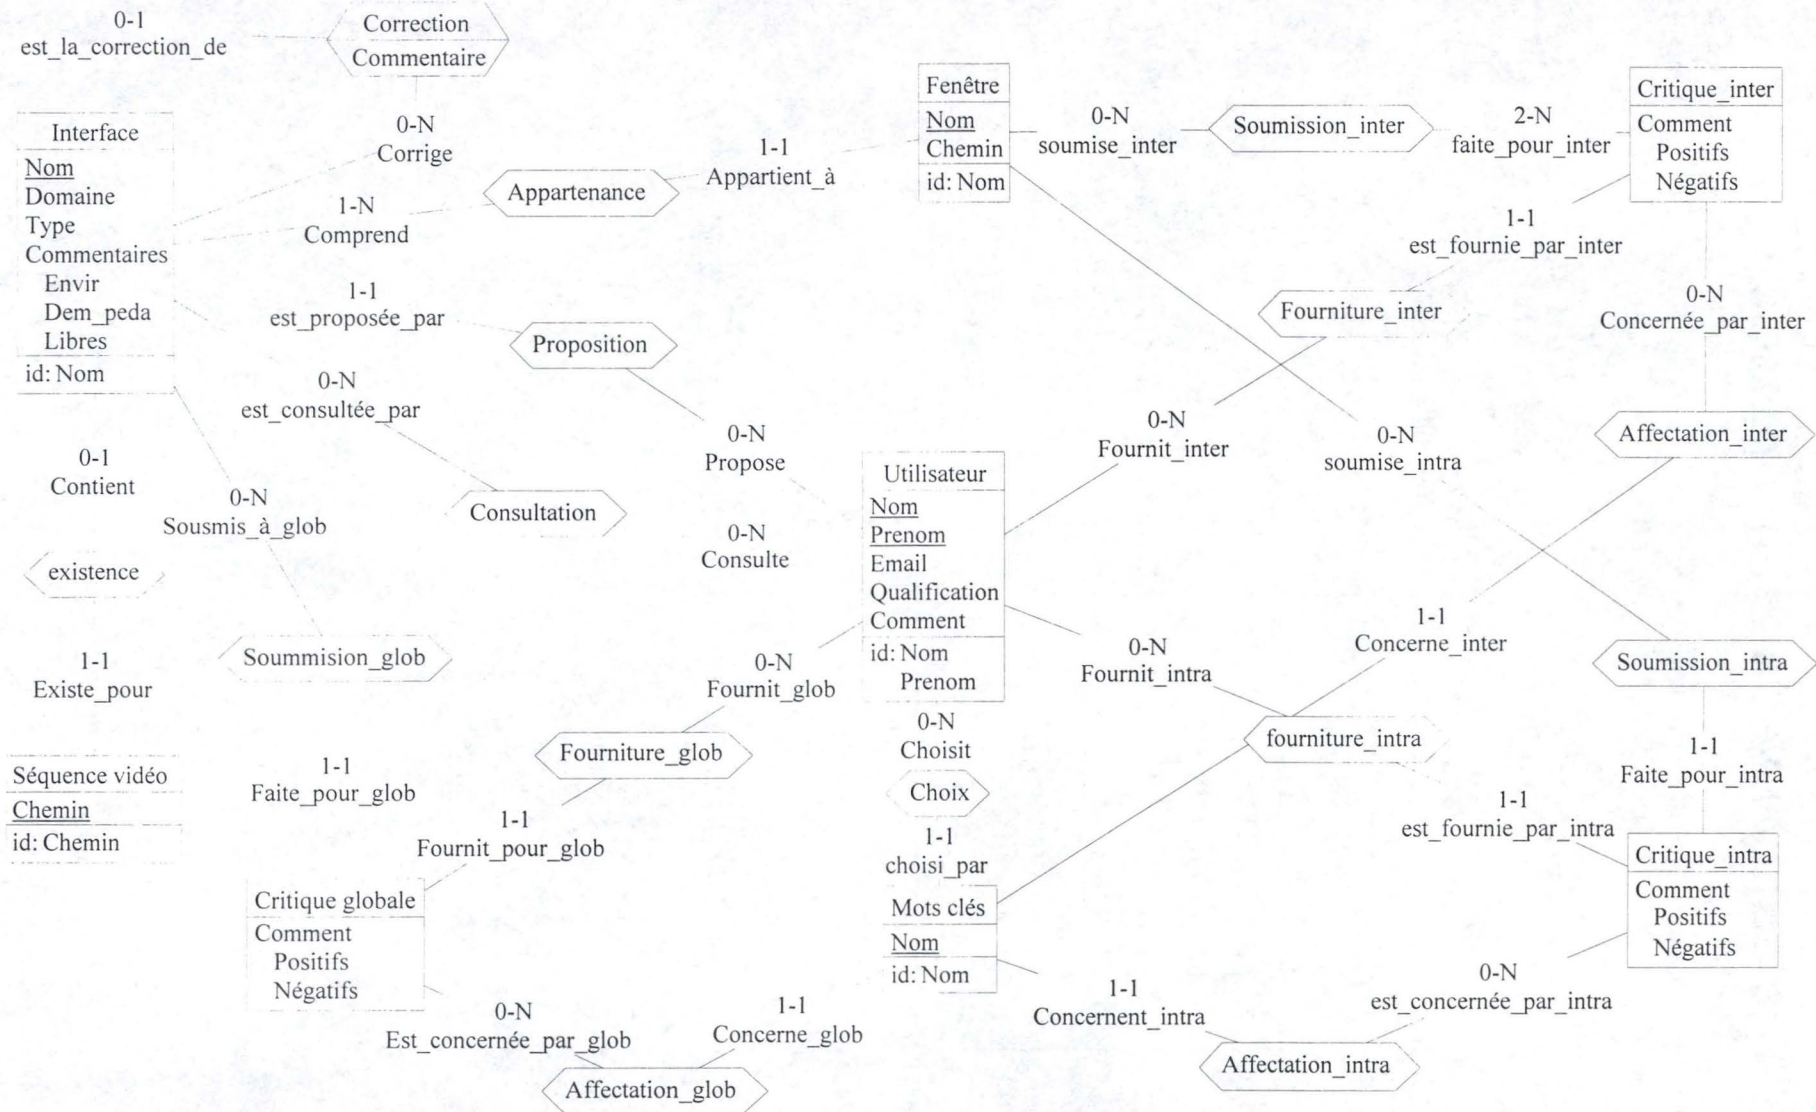 0-1
est_la_correction_de
Correction
Commentaire
0-N
Corrige
Interface
Nom
Domaine
Type
Commentaires
Envir
Dem_peda
Libres
id: Nom
1-N
Comprend
Appartenance
1-1
Appartient_à
Fenêtre
Nom
Chemin
id: Nom
0-N
soumise_inter
Soumission_inter
2-N
faite_pour_inter
Critique_inter
Comment
Positifs
Négatifs
1-1
est_fournie_par_inter
Fourniture_inter
0-N
Concernée_par_inter
Affectation_inter
1-1
est_proposée_par
Proposition
0-N
est_consultée_par
Consultation
0-N
Propose
0-N
Consulte
0-N
Fournit_inter
0-N
soumise_intra
0-1
Contient
0-N
Sousmis_à_glob
existence
1-1
Existe_pour
Soummision_glob
Séquence vidéo
Chemin
id: Chemin
1-1
Faite_pour_glob
Utilisateur
Nom
Prenom
Email
Qualification
Comment
id: Nom
Prenom
0-N
Fournit_glob
Fourniture_glob
1-1
Fournit_pour_glob
Critique globale
Comment
Positifs
Négatifs
0-N
Est_concernée_par_glob
Affectation_glob
1-1
Concerne_glob
0-N
Choisit
Choix
1-1
choisi_par
Mots clés
Nom
id: Nom
0-N
Fournit_intra
fourniture_intra
1-1
Concerne_inter
Soumission_intra
1-1
Faite_pour_intra
1-1
est_fournie_par_intra
Critique_intra
Comment
Positifs
Négatifs
0-N
est_concernée_par_intra
1-1
Concernent_intra
Affectation_intra